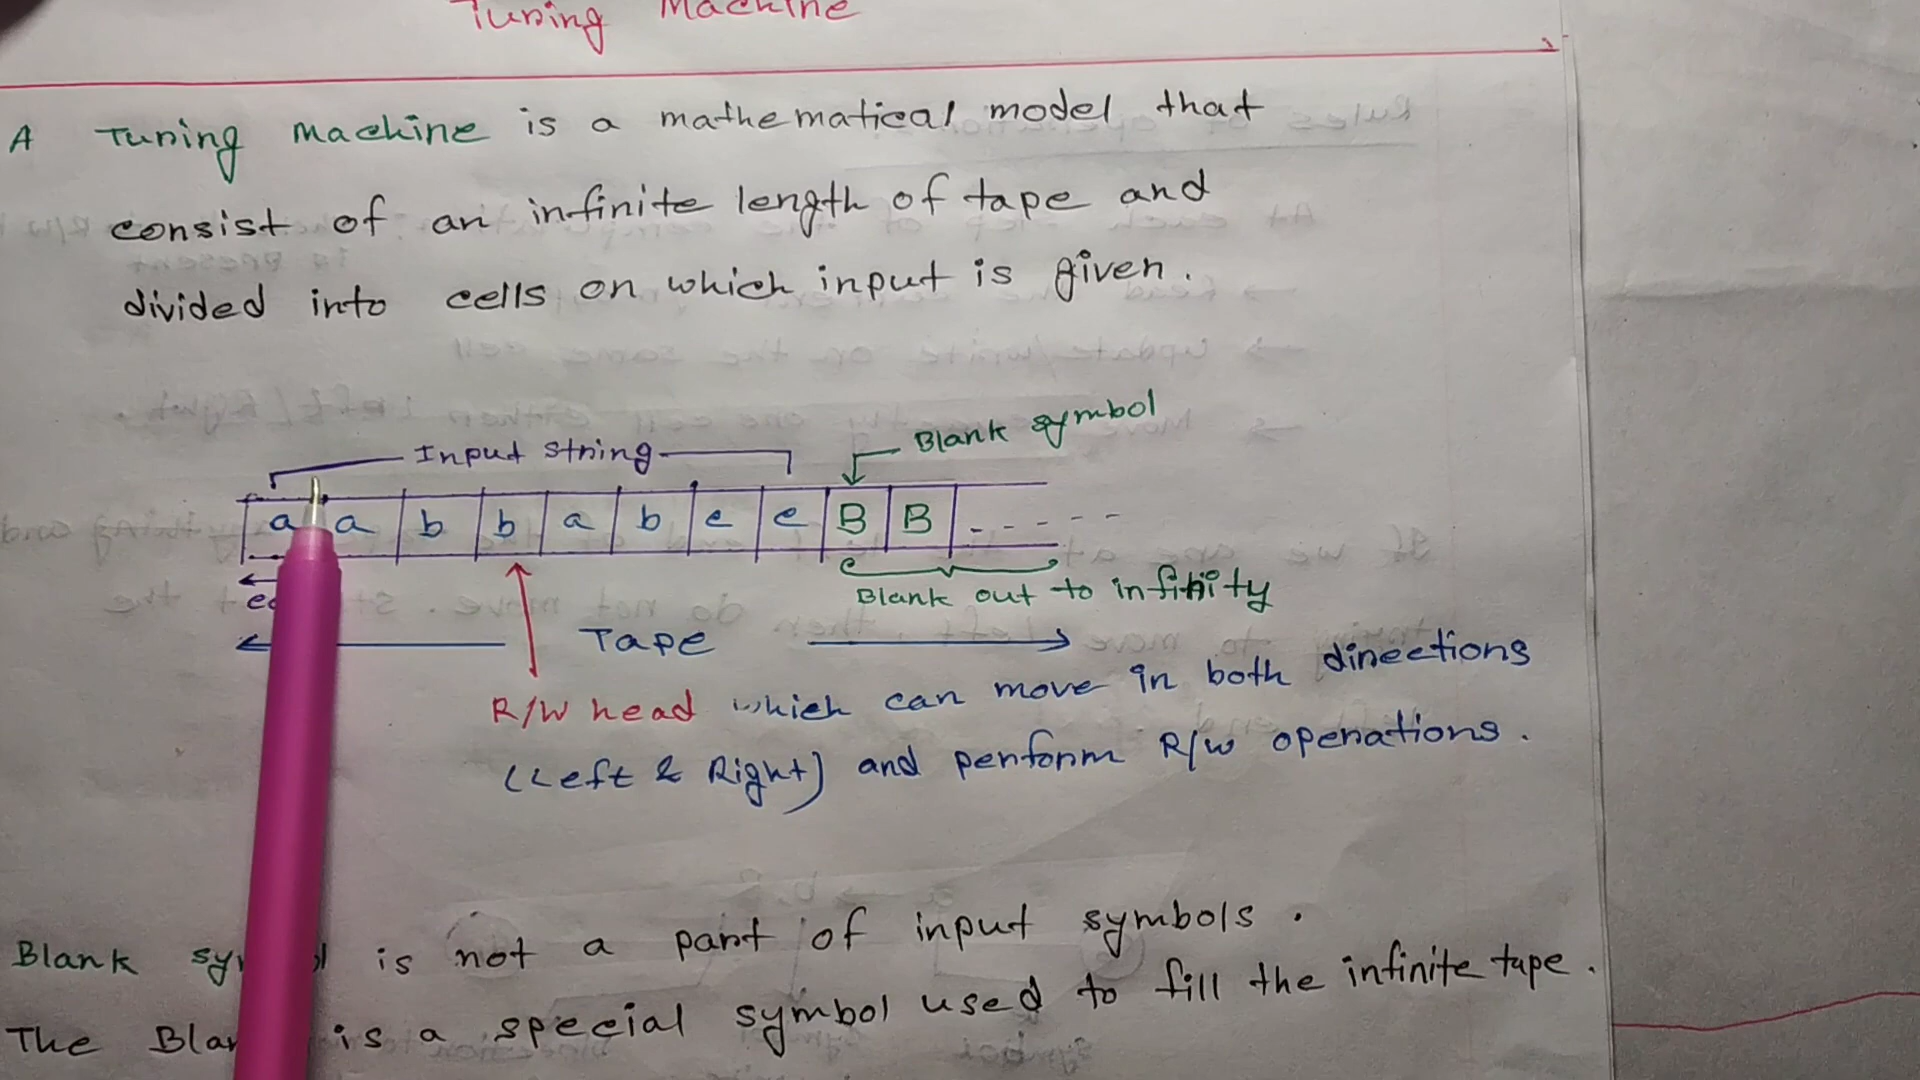 Turing Machine
A Turing Machine is a mathematical model that
consist of an infinite length of tape and
divided into cells on which input is given.
Blank symbol
Input string
a a b b a b c c B B - - - - - -
Blank out to infinity
Tape
R/W head which can move in both directions
(Left & Right) and perform R/W operations.
Blank is not a part of input symbols.
The is a special symbol used to fill the infinite tape.